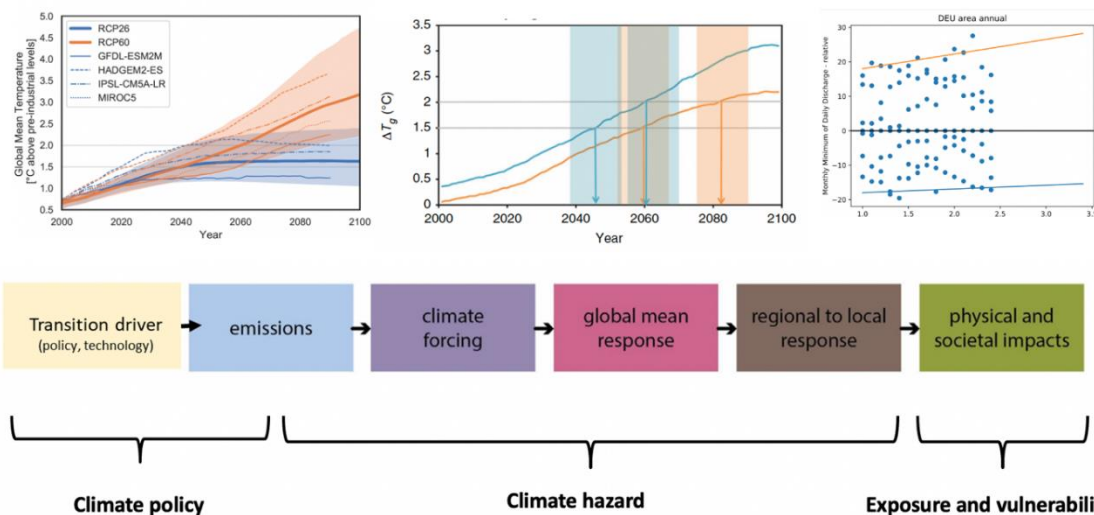 5.0
4.5
4.0
3.5
3.0
2.5
2.0
1.5
1.0
0.5
Global Mean Temperature
[°C above pre-industrial levels]
RCP26
RCP60
GFDL-ESM2M
HADGEM2-ES
IPSL-CM5A-LR
MIROC5
2000 2020 2040 2060 2080 2100
Year
3.5
3
2.5
2
1.5
1
0.5
0
ΔTg (°C)
2000 2020 2040 2060 2080 2100
Year
DEU area annual
30
20
10
0
−10
−20
Monthly Minimum of Daily Discharge - relative
1.0 1.5 2.0 2.5 3.0 3.5
Transition driver
(policy, technology)
emissions
climate
forcing
global mean
response
regional to local
response
physical and
societal impacts
Climate policy
Climate hazard
Exposure and vulnerabili